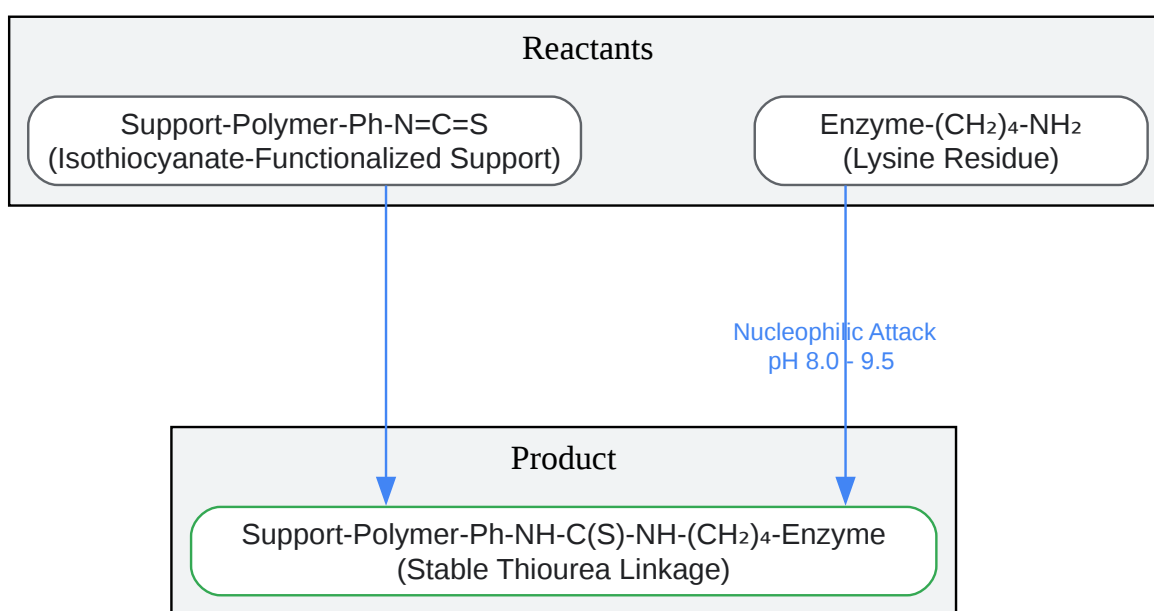 Reactants
Support-Polymer-Ph-N=C=S
(Isothiocyanate-Functionalized Support)
Enzyme-(CH₂)₄-NH₂
(Lysine Residue)
Nucleophilic Attack
pH 8.0 - 9.5
Product
Support-Polymer-Ph-NH-C(S)-NH-(CH₂)₄-Enzyme
(Stable Thiourea Linkage)